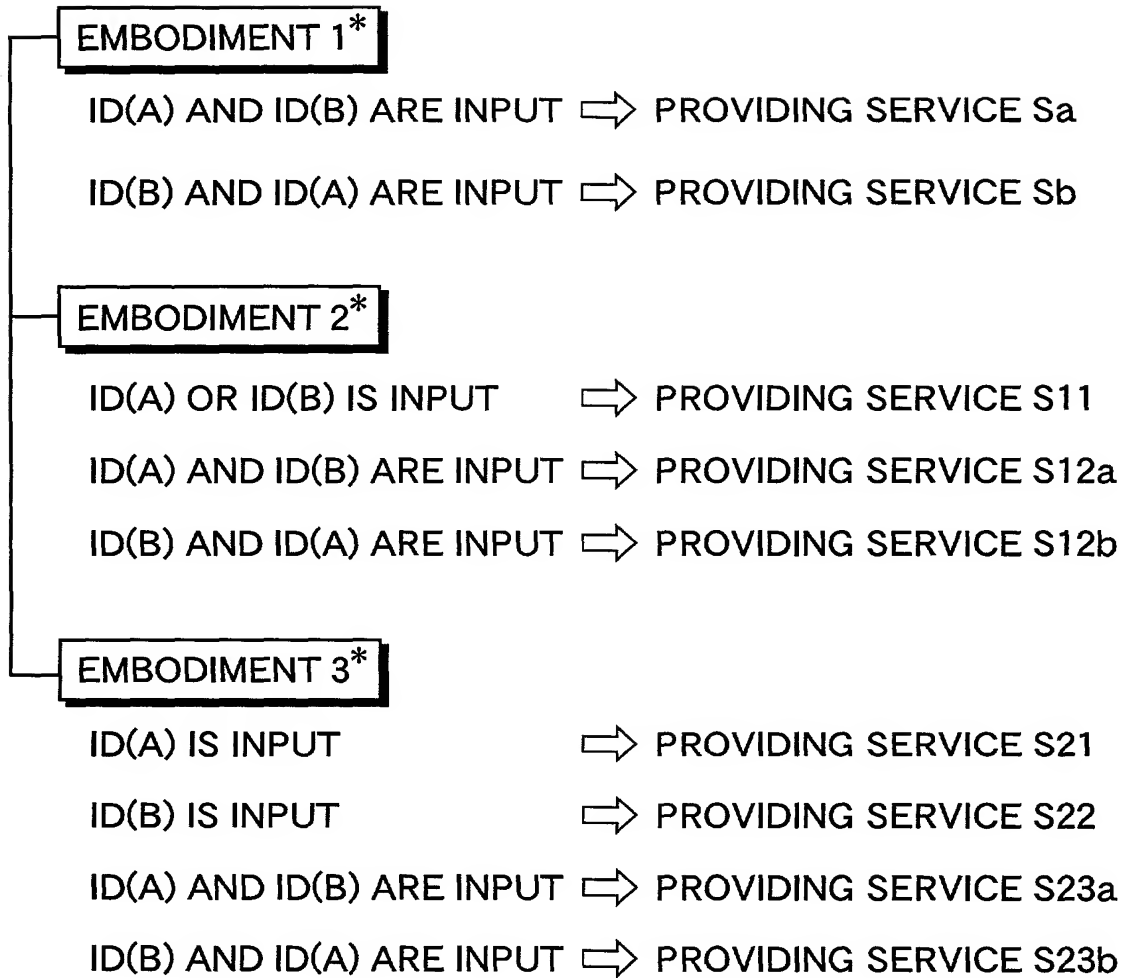 EMBODIMENT 1*
ID(A) AND ID(B) ARE INPUT ⇨ PROVIDING SERVICE Sa
ID(B) AND ID(A) ARE INPUT ⇨ PROVIDING SERVICE Sb
EMBODIMENT 2*
ID(A) OR ID(B) IS INPUT ⇨ PROVIDING SERVICE S11
ID(A) AND ID(B) ARE INPUT ⇨ PROVIDING SERVICE S12a
ID(B) AND ID(A) ARE INPUT ⇨ PROVIDING SERVICE S12b
EMBODIMENT 3*
ID(A) IS INPUT ⇨ PROVIDING SERVICE S21
ID(B) IS INPUT ⇨ PROVIDING SERVICE S22
ID(A) AND ID(B) ARE INPUT ⇨ PROVIDING SERVICE S23a
ID(B) AND ID(A) ARE INPUT ⇨ PROVIDING SERVICE S23b